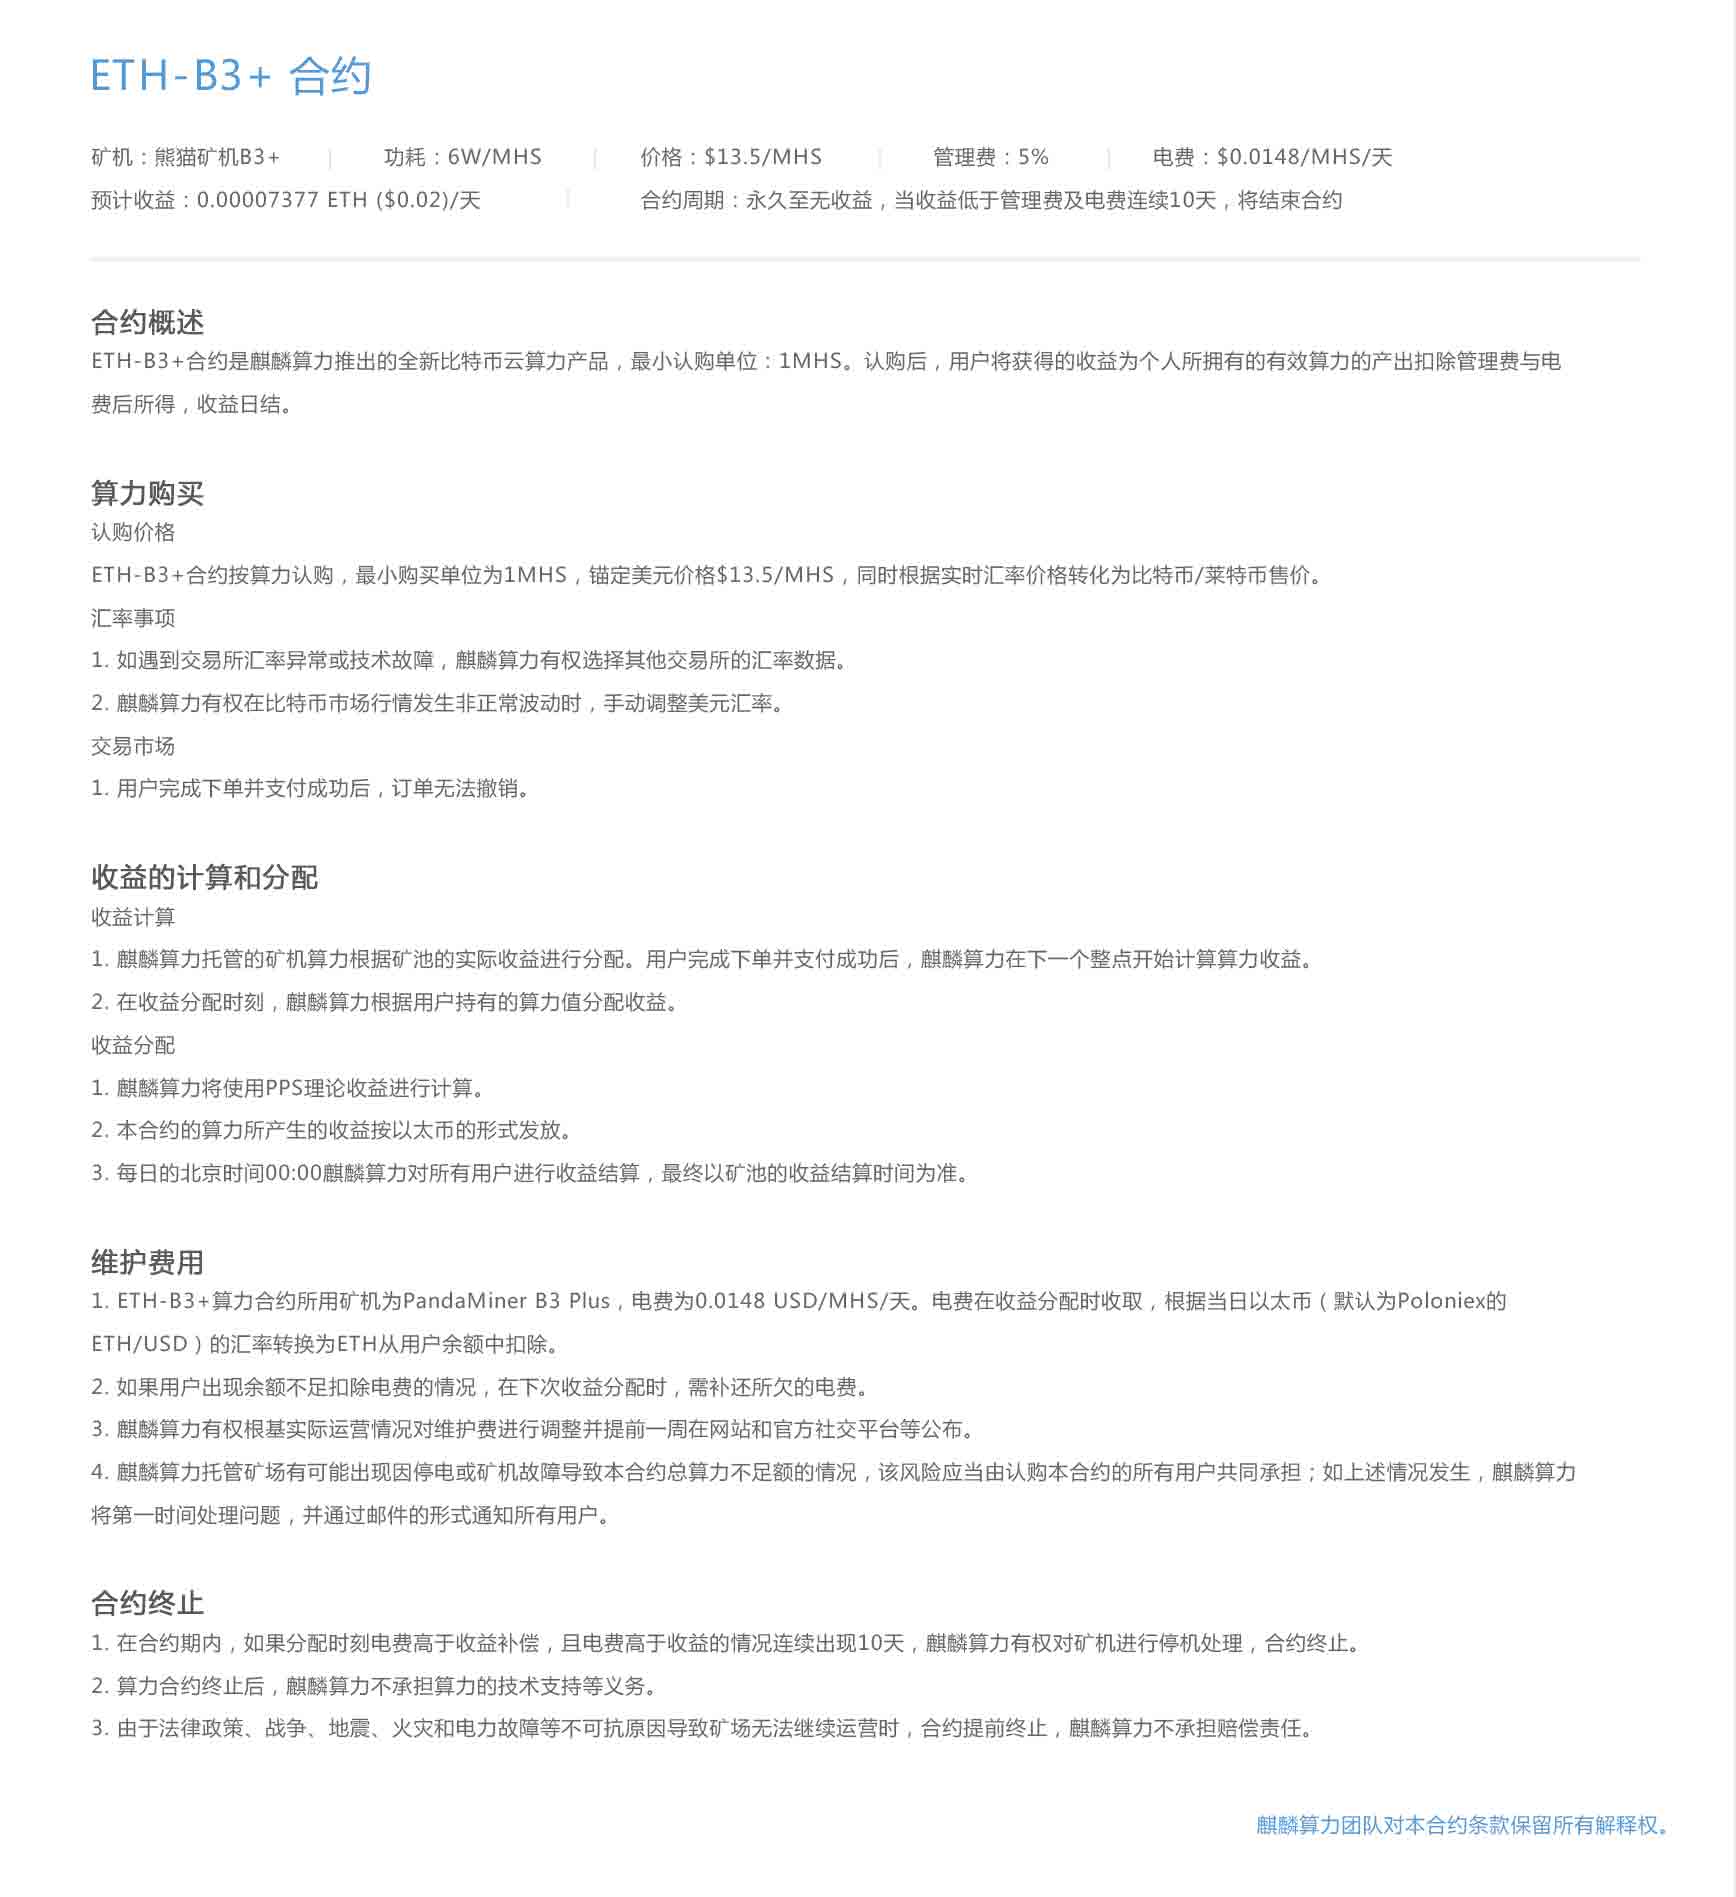 ETH-B3+ 合约
矿机：熊猫矿机B3+ | 功耗：6W/MHS | 价格：$13.5/MHS | 管理费：5% | 电费：$0.0148/MHS/天
预计收益：0.00007377 ETH ($0.02)/天 | 合约周期：永久至无收益，当收益低于管理费及电费连续10天，将结束合约
合约概述
ETH-B3+合约是麒麟算力推出的全新比特币云算力产品，最小认购单位：1MHS。认购后，用户将获得的收益为个人所拥有的有效算力的产出扣除管理费与电
费后所得，收益日结。
算力购买
认购价格
ETH-B3+合约按算力认购，最小购买单位为1MHS，锚定美元价格$13.5/MHS，同时根据实时汇率价格转化为比特币/莱特币售价。
汇率事项
1. 如遇到交易所汇率异常或技术故障，麒麟算力有权选择其他交易所的汇率数据。
2. 麒麟算力有权在比特币市场行情发生非正常波动时，手动调整美元汇率。
交易市场
1. 用户完成下单并支付成功后，订单无法撤销。
收益的计算和分配
收益计算
1. 麒麟算力托管的矿机算力根据矿池的实际收益进行分配。用户完成下单并支付成功后，麒麟算力在下一个整点开始计算算力收益。
2. 在收益分配时刻，麒麟算力根据用户持有的算力值分配收益。
收益分配
1. 麒麟算力将使用PPS理论收益进行计算。
2. 本合约的算力所产生的收益按以太币的形式发放。
3. 每日的北京时间00:00麒麟算力对所有用户进行收益结算，最终以矿池的收益结算时间为准。
维护费用
1. ETH-B3+算力合约所用矿机为PandaMiner B3 Plus，电费为0.0148 USD/MHS/天。电费在收益分配时收取，根据当日以太币（默认为Poloniex的
ETH/USD）的汇率转换为ETH从用户余额中扣除。
2. 如果用户出现余额不足扣除电费的情况，在下次收益分配时，需补还所欠的电费。
3. 麒麟算力有权根基实际运营情况对维护费进行调整并提前一周在网站和官方社交平台等公布。
4. 麒麟算力托管矿场有可能出现因停电或矿机故障导致本合约总算力不足额的情况，该风险应当由认购本合约的所有用户共同承担；如上述情况发生，麒麟算力
将第一时间处理问题，并通过邮件的形式通知所有用户。
合约终止
1. 在合约期内，如果分配时刻电费高于收益补偿，且电费高于收益的情况连续出现10天，麒麟算力有权对矿机进行停机处理，合约终止。
2. 算力合约终止后，麒麟算力不承担算力的技术支持等义务。
3. 由于法律政策、战争、地震、火灾和电力故障等不可抗原因导致矿场无法继续运营时，合约提前终止，麒麟算力不承担赔偿责任。
麒麟算力团队对本合约条款保留所有解释权。